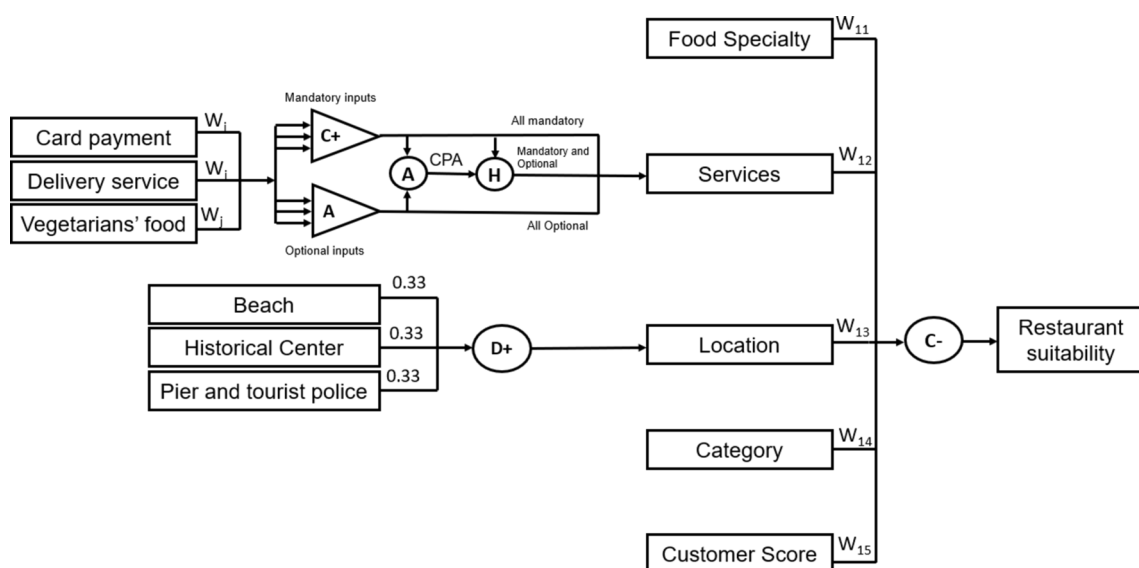 Food Specialty
W11
Mandatory inputs
Card payment
Wi
C+
All mandatory
Delivery service
Wi
A
CPA
H
Mandatory and
Optional
Services
W12
Vegetarians' food
Wj
A
All Optional
Optional inputs
Beach
0.33
Historical Center
0.33
D+
Location
W13
C-
Restaurant
suitability
Pier and tourist police
0.33
Category
W14
Customer Score
W15